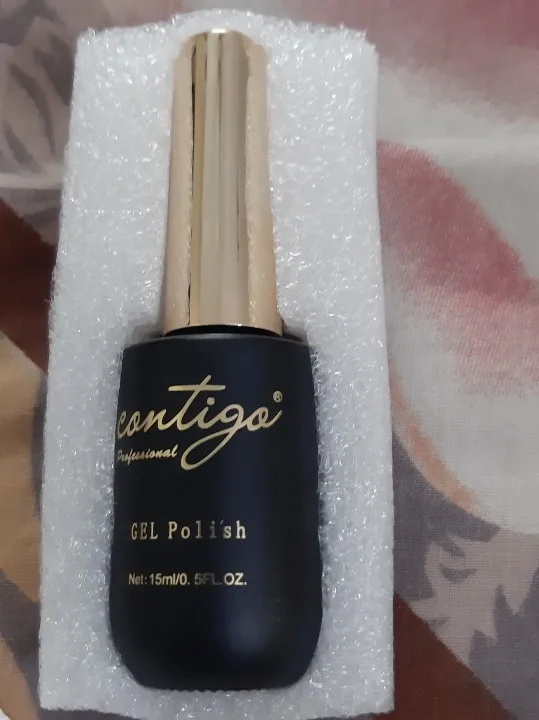 contigo®
Professional
GEL Polish
Net: 15ml/0. 5FL.OZ.